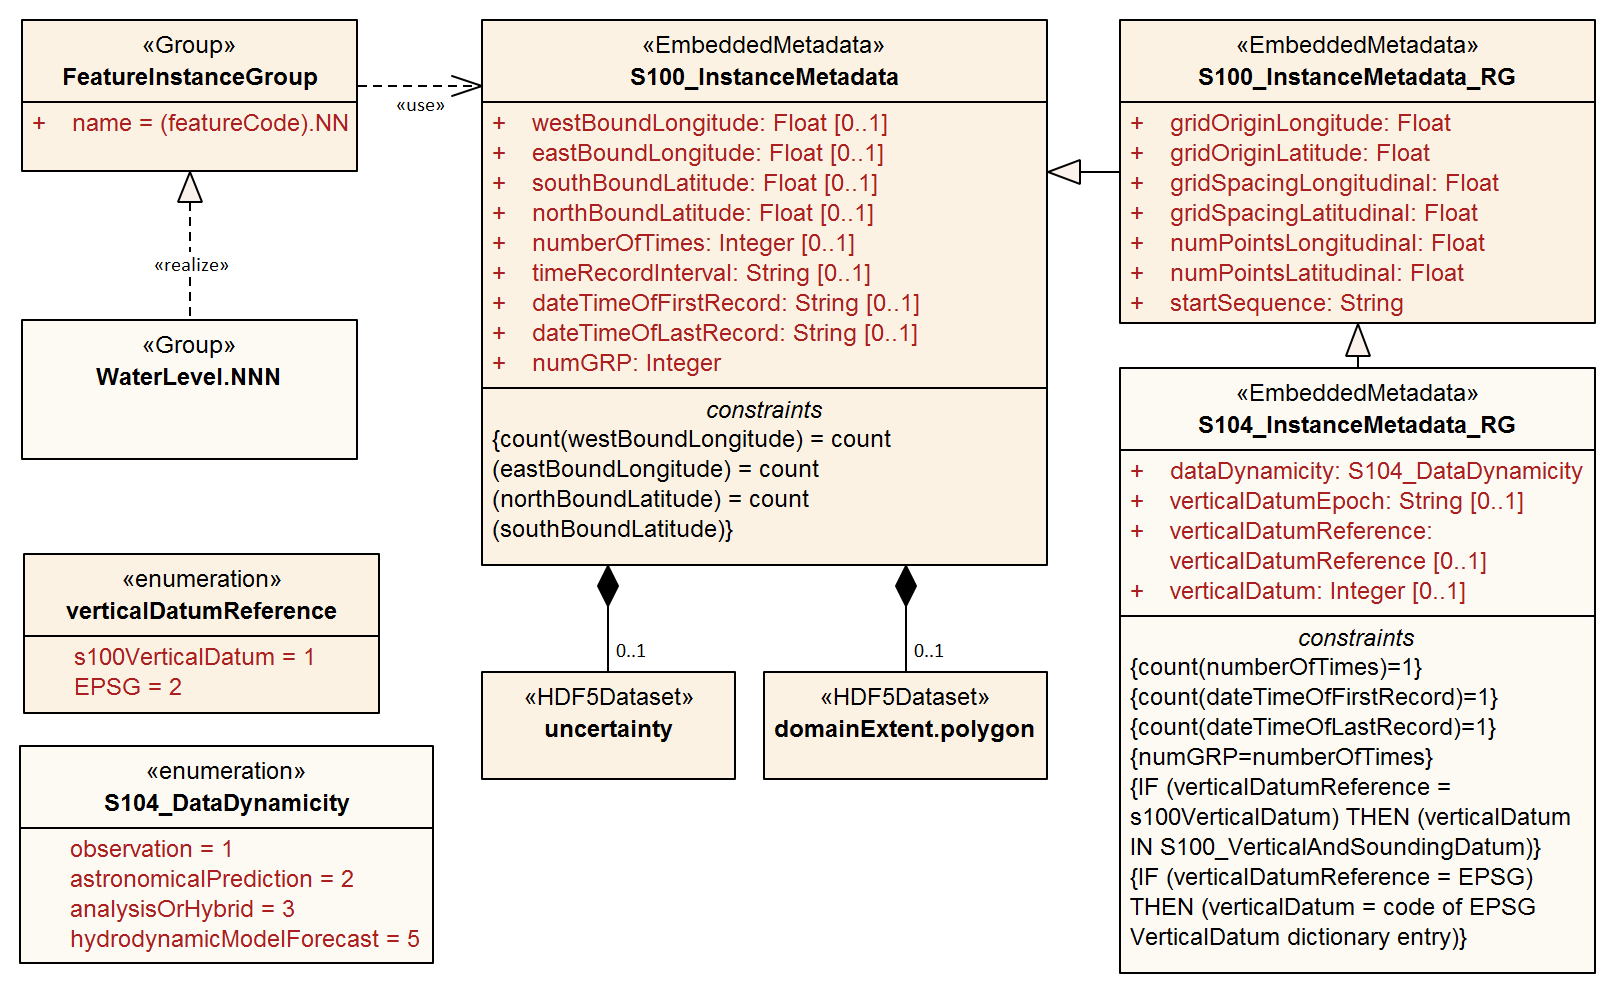 «Group»
FeatureInstanceGroup
+ name = (featureCode).NN
«use»
«realize»
«Group»
WaterLevel.NNN
«EmbeddedMetadata»
S100_InstanceMetadata
+ westBoundLongitude: Float [0..1]
+ eastBoundLongitude: Float [0..1]
+ southBoundLatitude: Float [0..1]
+ northBoundLatitude: Float [0..1]
+ numberOfTimes: Integer [0..1]
+ timeRecordInterval: String [0..1]
+ dateTimeOfFirstRecord: String [0..1]
+ dateTimeOfLastRecord: String [0..1]
+ numGRP: Integer
constraints
{count(westBoundLongitude) = count
(eastBoundLongitude) = count
(northBoundLatitude) = count
(southBoundLatitude)}
0..1
0..1
«HDF5Dataset»
uncertainty
«HDF5Dataset»
domainExtent.polygon
«EmbeddedMetadata»
S100_InstanceMetadata_RG
+ gridOriginLongitude: Float
+ gridOriginLatitude: Float
+ gridSpacingLongitudinal: Float
+ gridSpacingLatitudinal: Float
+ numPointsLongitudinal: Float
+ numPointsLatitudinal: Float
+ startSequence: String
«EmbeddedMetadata»
S104_InstanceMetadata_RG
+ dataDynamicity: S104_DataDynamicity
+ verticalDatumEpoch: String [0..1]
+ verticalDatumReference:
verticalDatumReference [0..1]
+ verticalDatum: Integer [0..1]
constraints
{count(numberOfTimes)=1}
{count(dateTimeOfFirstRecord)=1}
{count(dateTimeOfLastRecord)=1}
{numGRP=numberOfTimes}
{IF (verticalDatumReference =
s100VerticalDatum) THEN (verticalDatum
IN S100_VerticalAndSoundingDatum)}
{IF (verticalDatumReference = EPSG)
THEN (verticalDatum = code of EPSG
VerticalDatum dictionary entry)}
«enumeration»
verticalDatumReference
s100VerticalDatum = 1
EPSG = 2
«enumeration»
S104_DataDynamicity
observation = 1
astronomicalPrediction = 2
analysisOrHybrid = 3
hydrodynamicModelForecast = 5